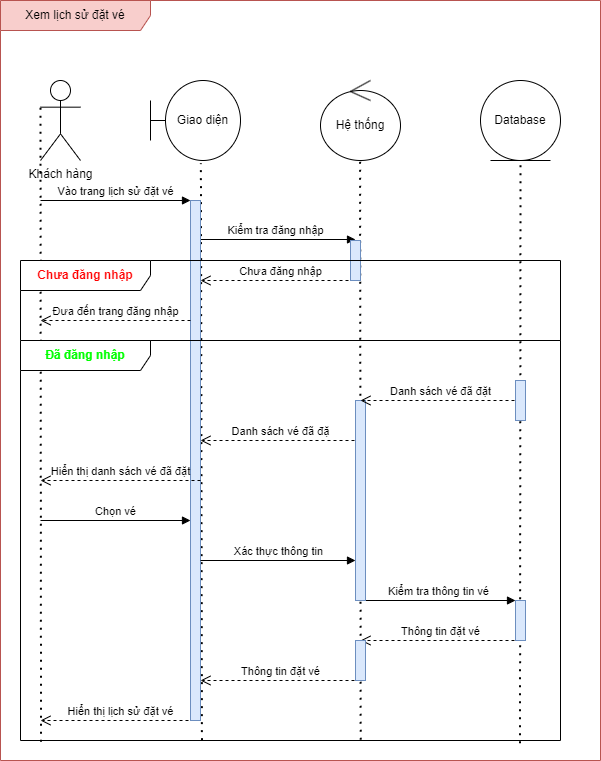 Xem lịch sử đặt vé
Giao diện
Hệ thống
Database
Khách hàng
Vào trang lịch sử đặt vé
Kiểm tra đăng nhập
Chưa đăng nhập
Chưa đăng nhập
Đưa đến trang đăng nhập
Đã đăng nhập
Danh sách vé đã đặt
Danh sách vé đã đặ
Hiển thị danh sách vé đã đặt
Chọn vé
Xác thực thông tin
Kiểm tra thông tin vé
Thông tin đặt vé
Thông tin đặt vé
Hiển thị lịch sử đặt vé